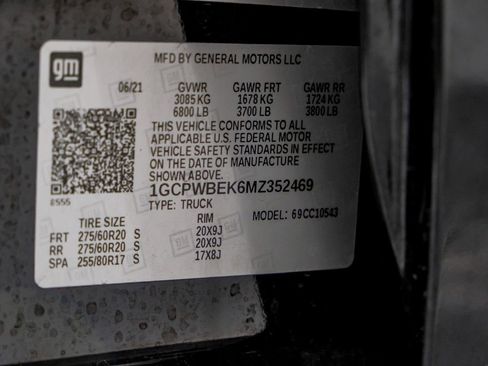 gm
MFD BY GENERAL MOTORS LLC
06/21 GVWR GAWR FRT GAWR RR
3085 KG 1678 KG 1724 KG
6800 LB 3700 LB 3800 LB
THIS VEHICLE CONFORMS TO ALL
APPLICABLE U.S. FEDERAL MOTOR
VEHICLE SAFETY STANDARDS IN EFFECT
ON THE DATE OF MANUFACTURE
SHOWN ABOVE.
1GCPWBEK6MZ352469
TYPE: TRUCK
MODEL: 69CC10543
TIRE SIZE RIM
FRT 275/60R20 S 20X9J
RR 275/60R20 S 20X9J
SPA 255/80R17 S 17X8J